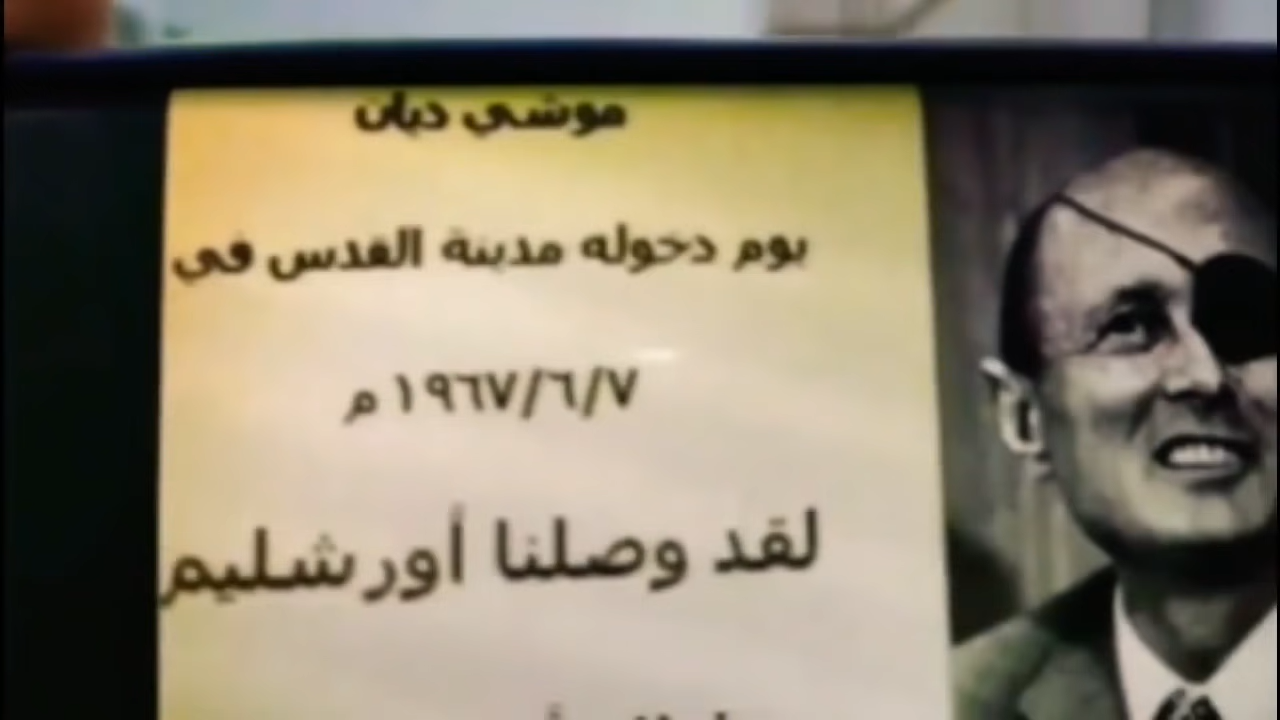 موشي ديان
يوم دخوله مدينة القدس في
١٩٦٧/٦/٧ م
لقد وصلنا أورشليم